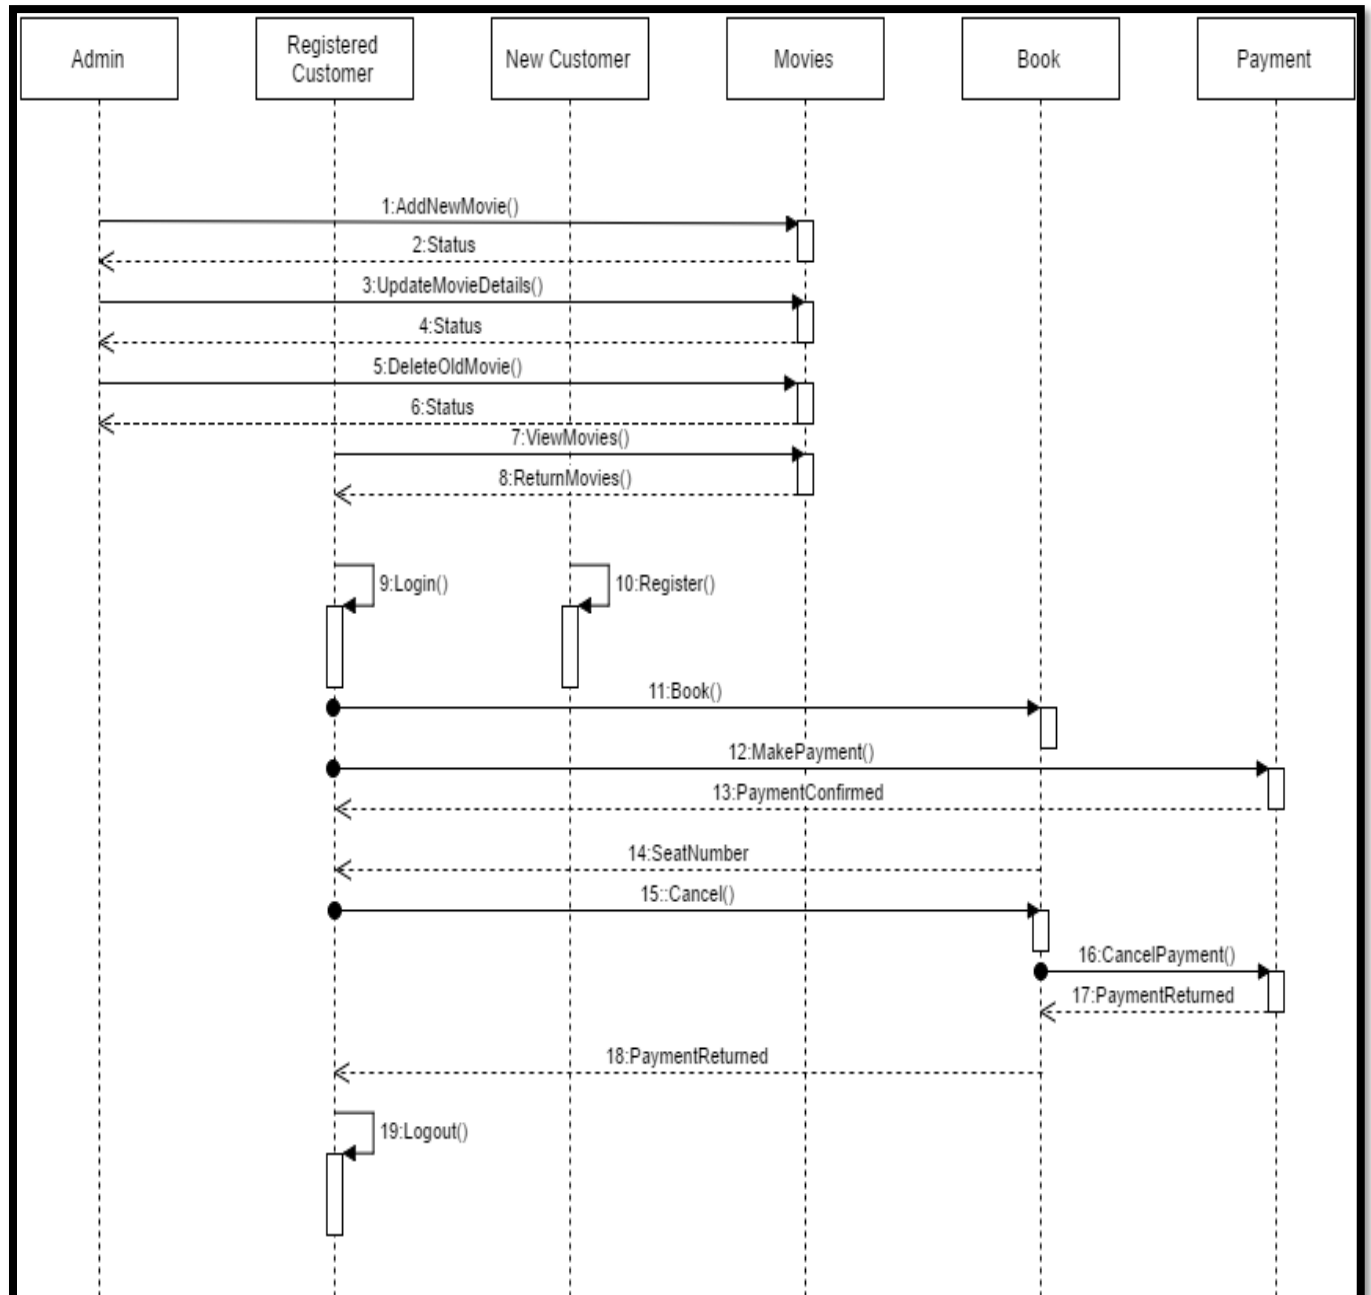 Admin
Registered
Customer
New Customer
Movies
Book
Payment
1:AddNewMovie()
2:Status
3:UpdateMovieDetails()
4:Status
5:DeleteOldMovie()
6:Status
7:ViewMovies()
8:ReturnMovies()
9:Login()
10:Register()
11:Book()
12:MakePayment()
13:PaymentConfirmed
14:SeatNumber
15::Cancel()
16:CancelPayment()
17:PaymentReturned
18:PaymentReturned
19:Logout()